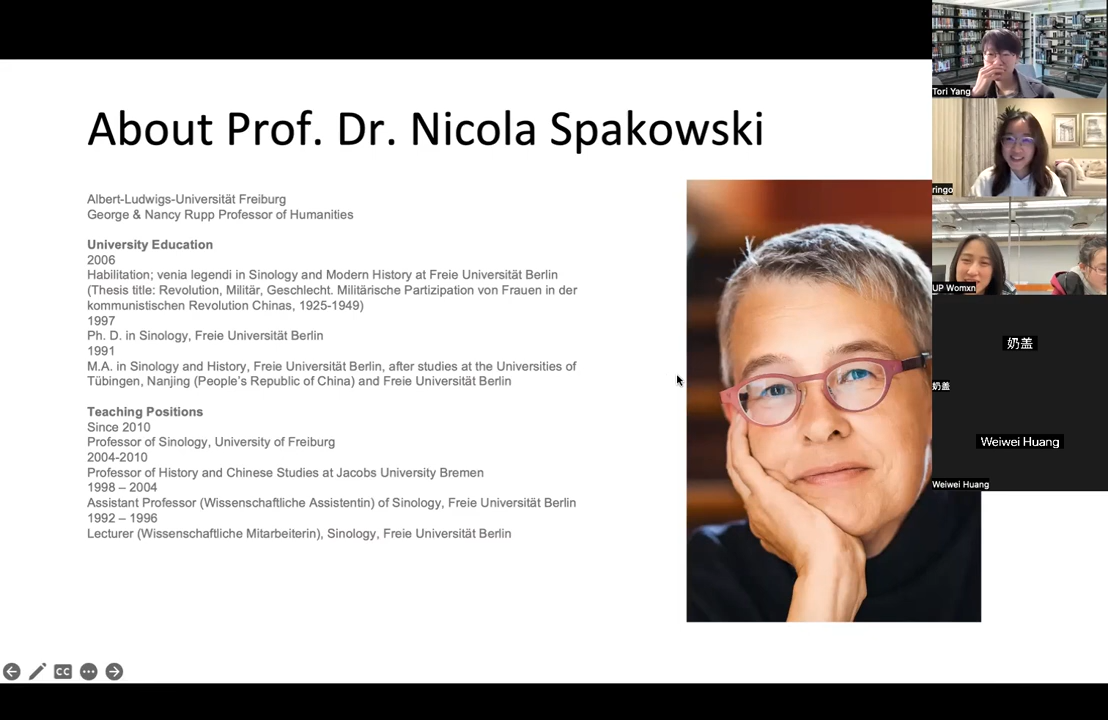 About Prof. Dr. Nicola Spakowski
Albert-Ludwigs-Universität Freiburg
George & Nancy Rupp Professor of Humanities
University Education
2006
Habilitation; venia legendi in Sinology and Modern History at Freie Universität Berlin
(Thesis title: Revolution, Militär, Geschlecht. Militärische Partizipation von Frauen in der
kommunistischen Revolution Chinas, 1925-1949)
1997
Ph. D. in Sinology, Freie Universität Berlin
1991
M.A. in Sinology and History, Freie Universität Berlin, after studies at the Universities of
Tübingen, Nanjing (People's Republic of China) and Freie Universität Berlin
Teaching Positions
Since 2010
Professor of Sinology, University of Freiburg
2004-2010
Professor of History and Chinese Studies at Jacobs University Bremen
1998 – 2004
Assistant Professor (Wissenschaftliche Assistentin) of Sinology, Freie Universität Berlin
1992 – 1996
Lecturer (Wissenschaftliche Mitarbeiterin), Sinology, Freie Universität Berlin
CC
Tori Yang
ringo
UP Womxn
奶盖
奶盖
Weiwei Huang
Weiwei Huang